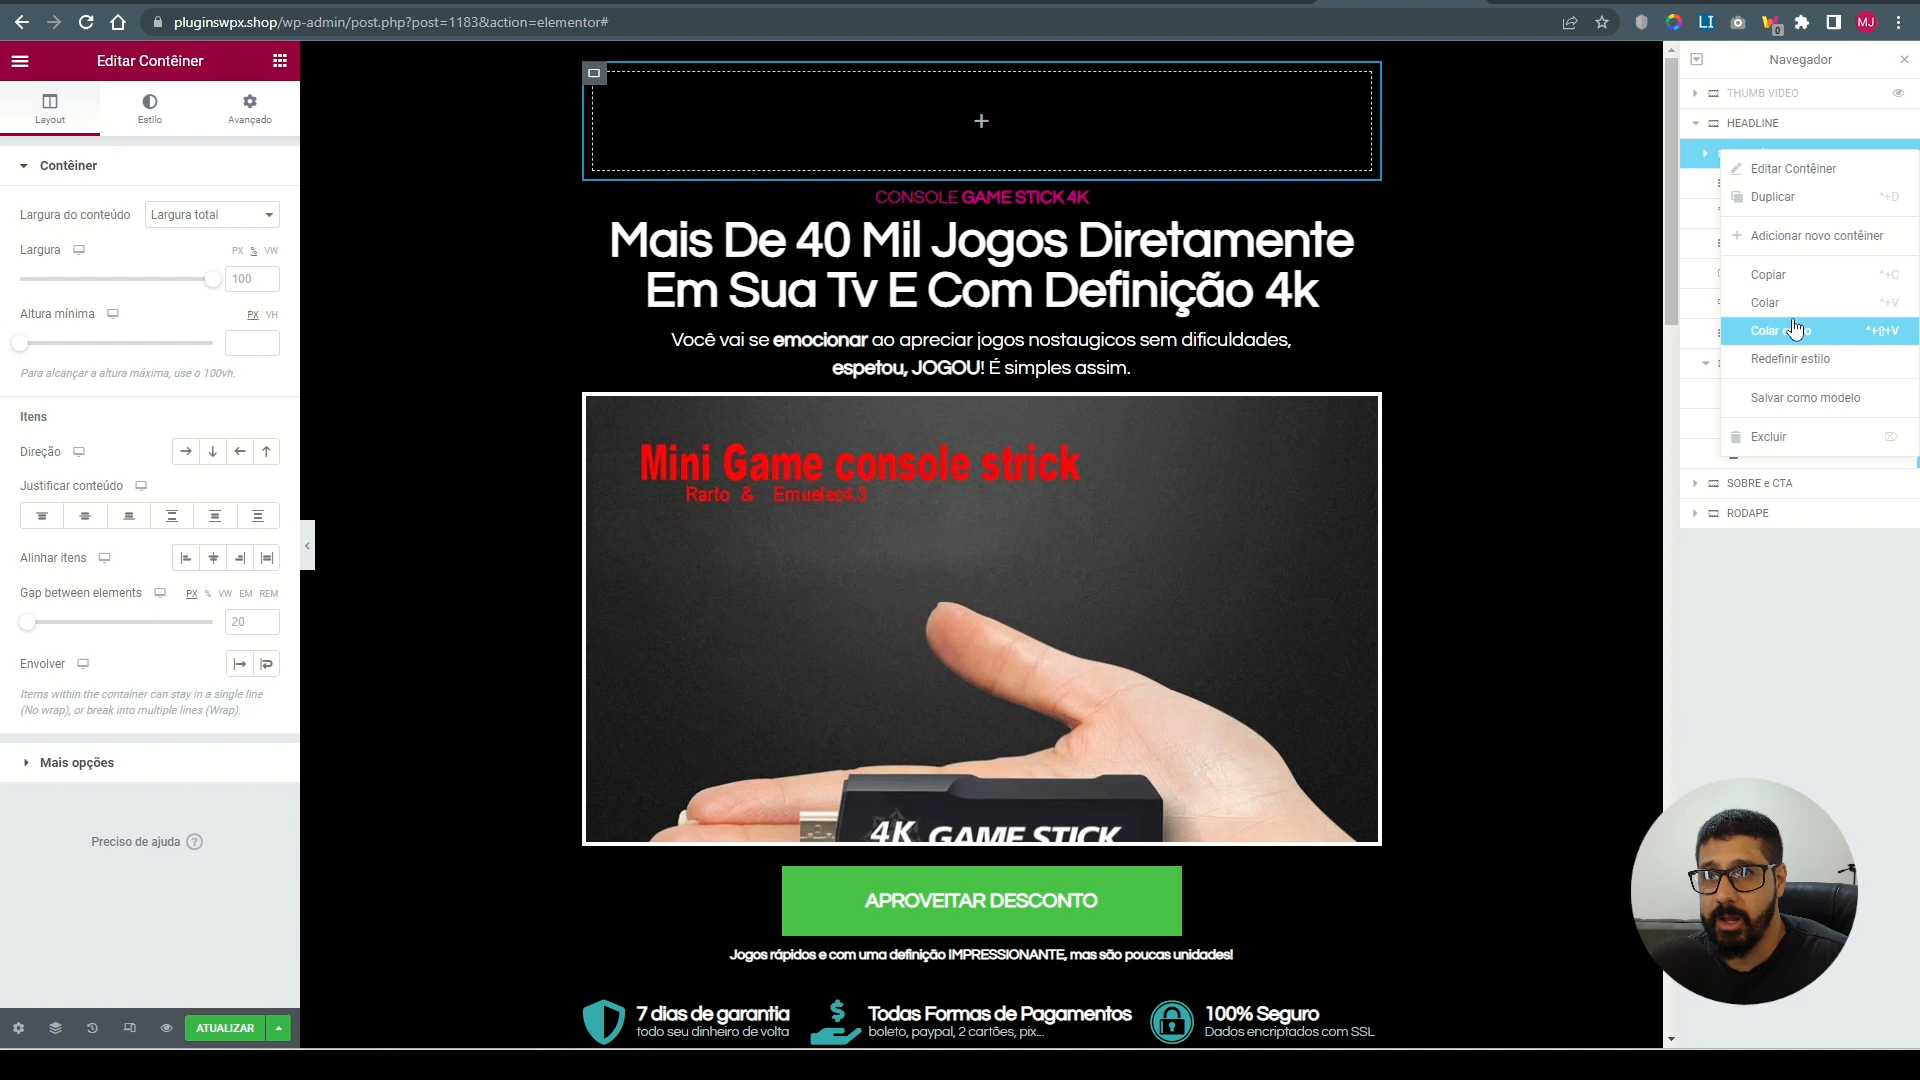 pluginswpx.shop/wp-admin/post.php?post=1183&action=elementor#
LI
0
MJ
Editar Contêiner
Layout
Estilo
Avançado
Contêiner
Largura do conteúdo
Largura total
Largura
PX % VW
100
Altura mínima
PX VH
Para alcançar a altura máxima, use o 100vh.
Itens
Direção
Justificar conteúdo
Alinhar itens
Gap between elements
PX % VW EM REM
20
Envolver
Items within the container can stay in a single line
(No wrap), or break into multiple lines (Wrap).
Mais opções
Preciso de ajuda
ATUALIZAR
CONSOLE GAME STICK 4K
Mais De 40 Mil Jogos Diretamente
Em Sua Tv E Com Definição 4k
Você vai se emocionar ao apreciar jogos nostaugicos sem dificuldades,
espetou, JOGOU! É simples assim.
Mini Game console strick
Rarto & Emuelec4.3
4K GAME STICK
APROVEITAR DESCONTO
Jogos rápidos e com uma definição IMPRESSIONANTE, mas são poucas unidades!
7 dias de garantia
todo seu dinheiro de volta
Todas Formas de Pagamentos
boleto, paypal, 2 cartões, pix...
100% Seguro
Dados encriptados com SSL
Navegador
THUMB VIDEO
HEADLINE
Editar Contêiner
Duplicar ^+D
Adicionar novo contêiner
Copiar ^+C
Colar ^+V
Colar ^+⇧+V
Redefinir estilo
Salvar como modelo
Excluir
SOBRE e CTA
RODAPE